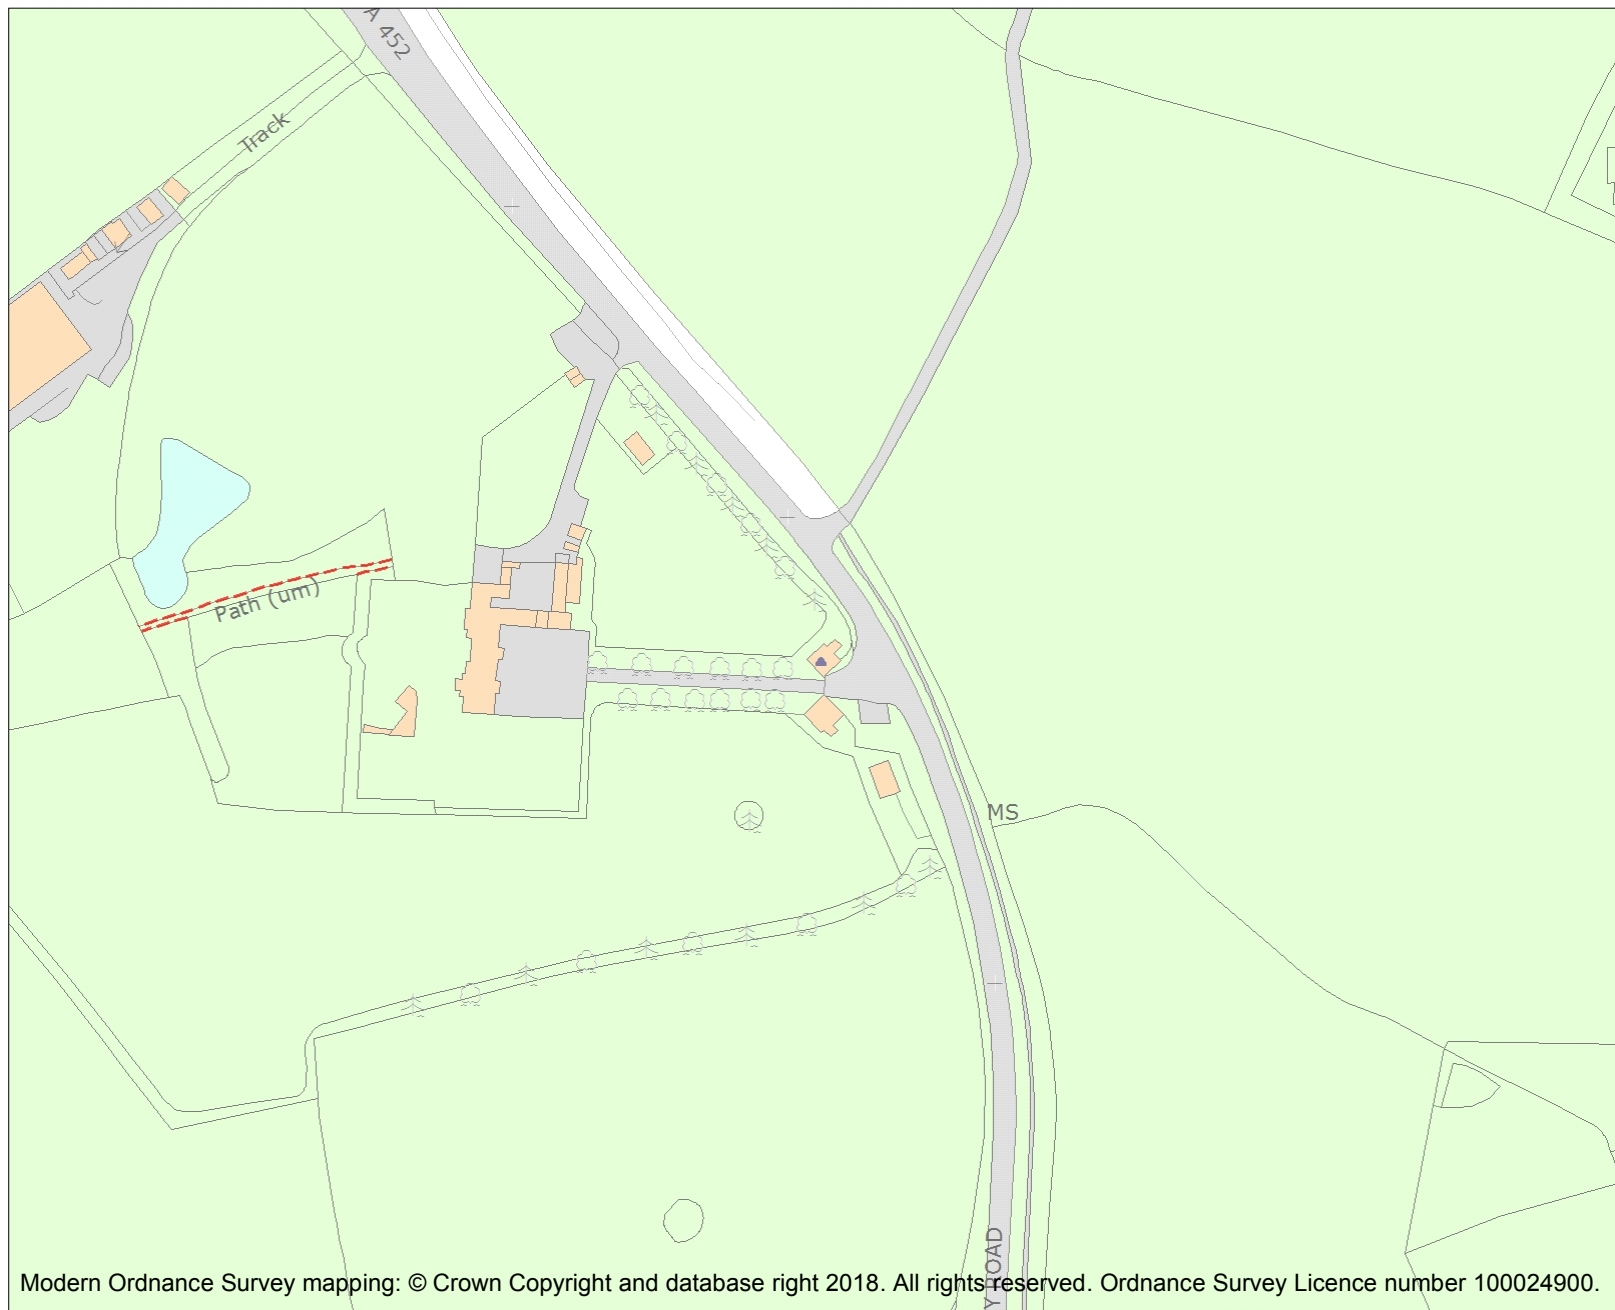 A 452
Track
Path (um)
MS
Y ROAD
Modern Ordnance Survey mapping: © Crown Copyright and database right 2018. All rights reserved. Ordnance Survey Licence number 100024900.